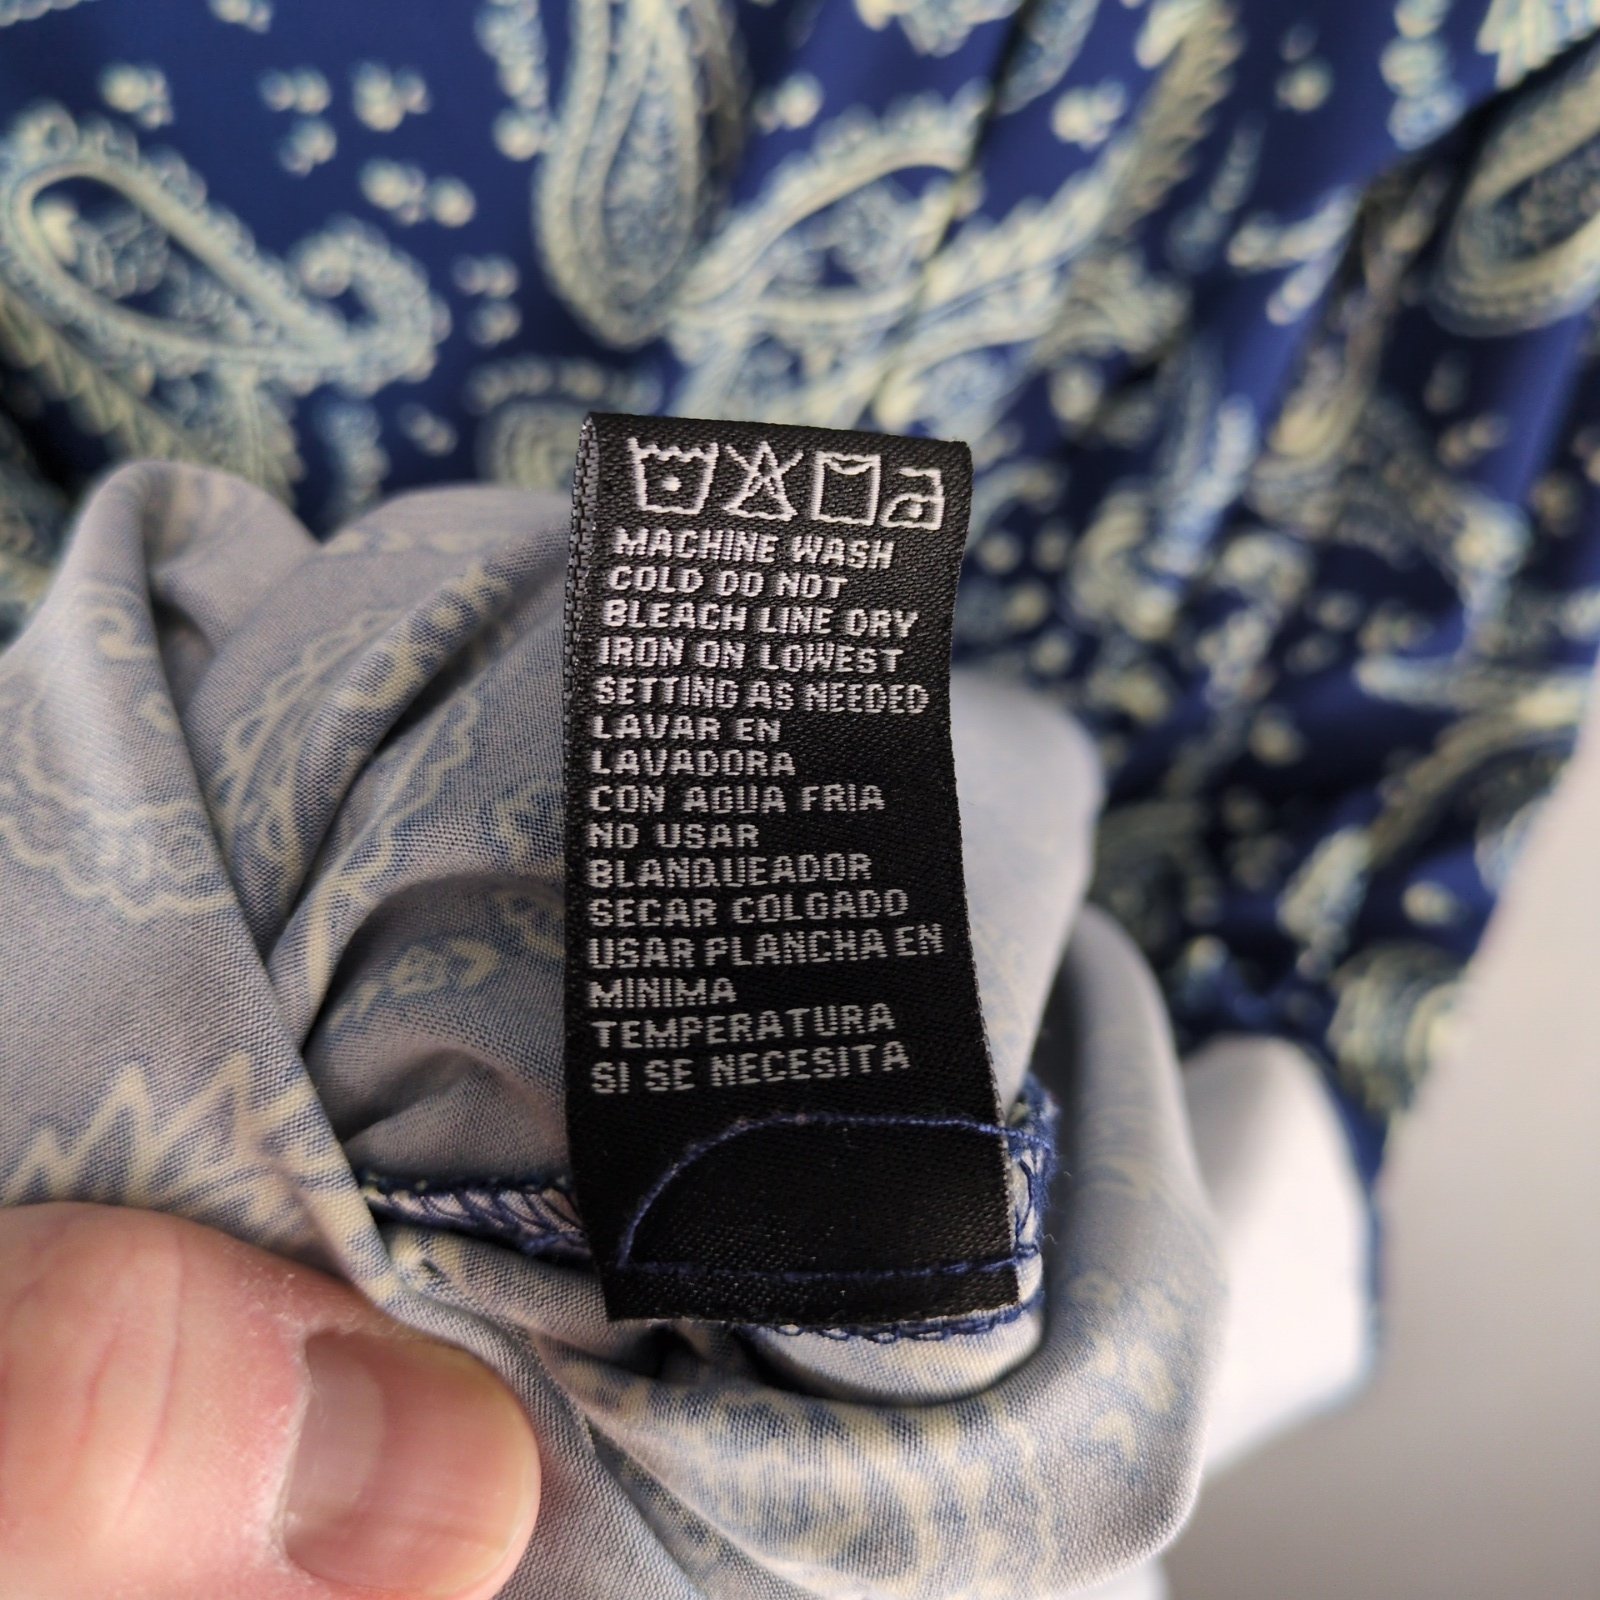 MACHINE WASH
COLD DO NOT
BLEACH LINE DRY
IRON ON LOWEST
SETTING AS NEEDED
LAVAR EN
LAVADORA
CON AGUA FRIA
NO USAR
BLANQUEADOR
SECAR COLGADO
USAR PLANCHA EN
MINIMA
TEMPERATURA
SI SE NECESITA